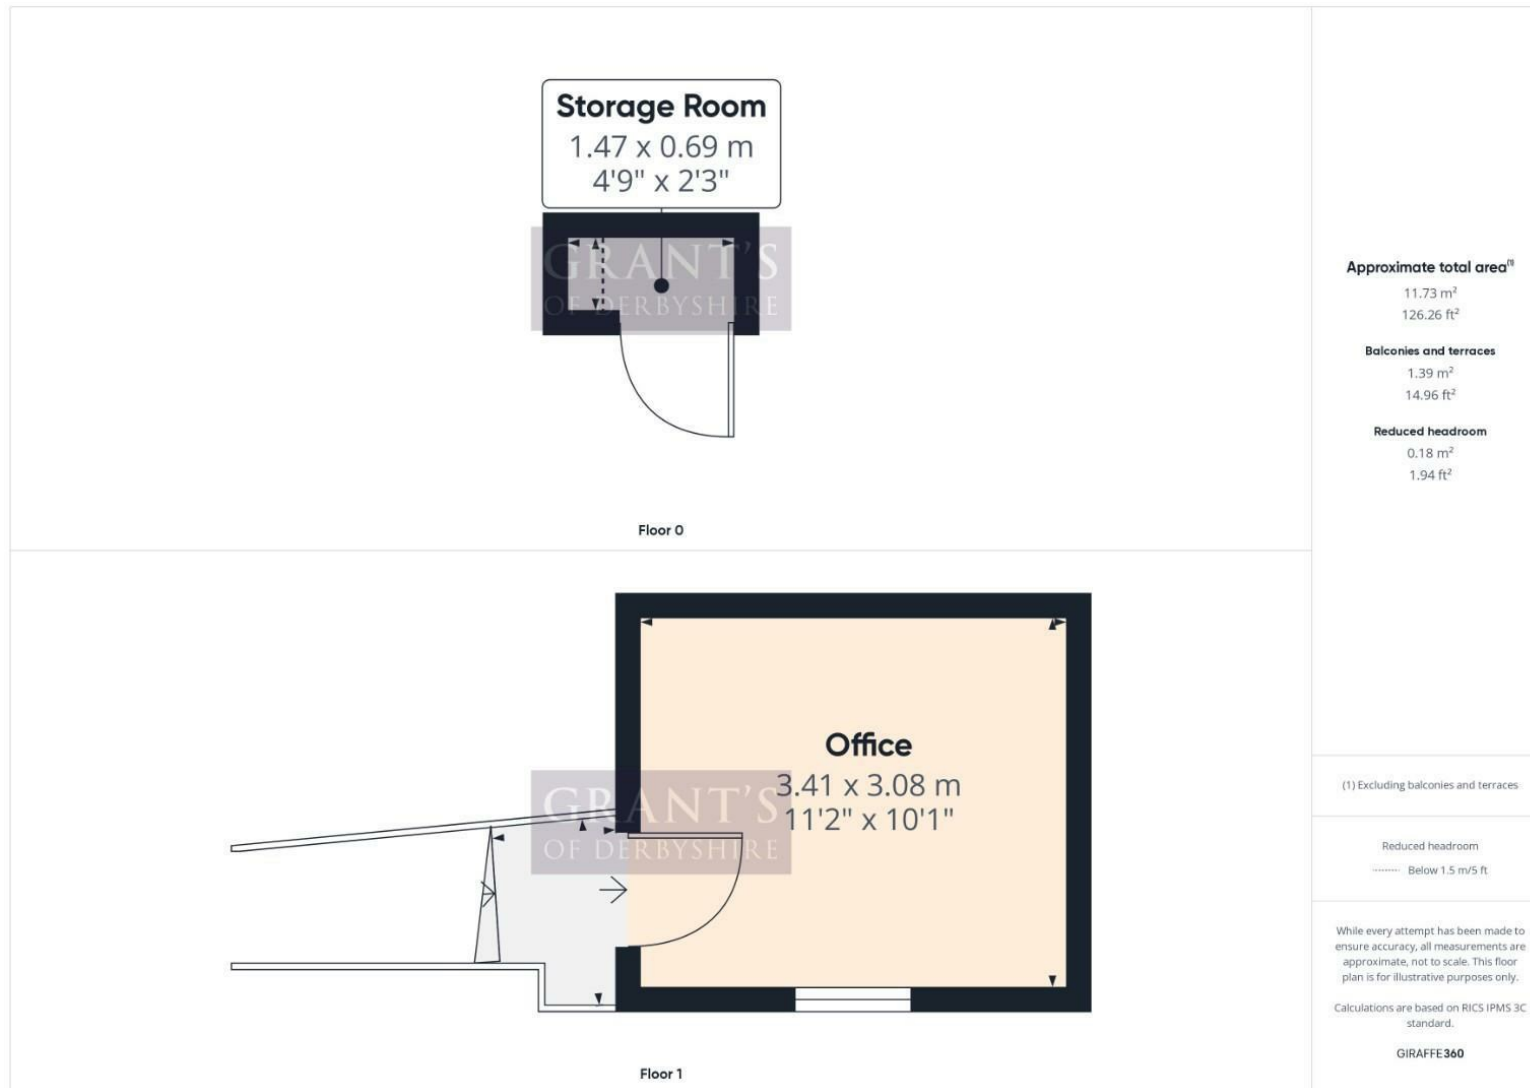 Storage Room
1.47 x 0.69 m
4'9" x 2'3"
GRANT'S
OF DERBYSHIRE
Floor 0
Office
3.41 x 3.08 m
11'2" x 10'1"
GRANT'S
OF DERBYSHIRE
Floor 1
Approximate total area⁽¹⁾
11.73 m²
126.26 ft²
Balconies and terraces
1.39 m²
14.96 ft²
Reduced headroom
0.18 m²
1.94 ft²
(1) Excluding balconies and terraces
Reduced headroom
Below 1.5 m/5 ft
While every attempt has been made to
ensure accuracy, all measurements are
approximate, not to scale. This floor
plan is for illustrative purposes only.
Calculations are based on RICS IPMS 3C
standard.
GIRAFFE360